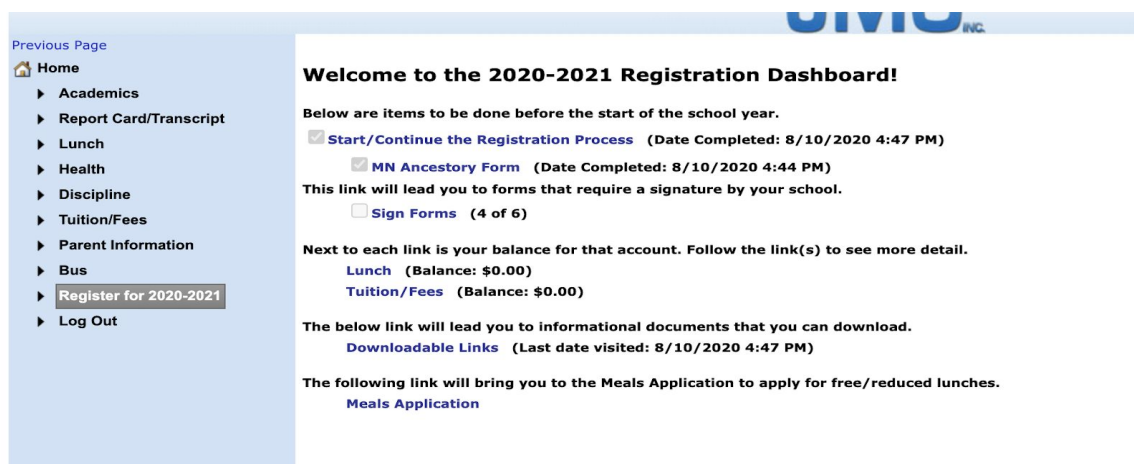 INC.
Previous Page
Home
Academics
Report Card/Transcript
Lunch
Health
Discipline
Tuition/Fees
Parent Information
Bus
Register for 2020-2021
Log Out
Welcome to the 2020-2021 Registration Dashboard!
Below are items to be done before the start of the school year.
Start/Continue the Registration Process (Date Completed: 8/10/2020 4:47 PM)
MN Ancestory Form (Date Completed: 8/10/2020 4:44 PM)
This link will lead you to forms that require a signature by your school.
Sign Forms (4 of 6)
Next to each link is your balance for that account. Follow the link(s) to see more detail.
Lunch (Balance: $0.00)
Tuition/Fees (Balance: $0.00)
The below link will lead you to informational documents that you can download.
Downloadable Links (Last date visited: 8/10/2020 4:47 PM)
The following link will bring you to the Meals Application to apply for free/reduced lunches.
Meals Application